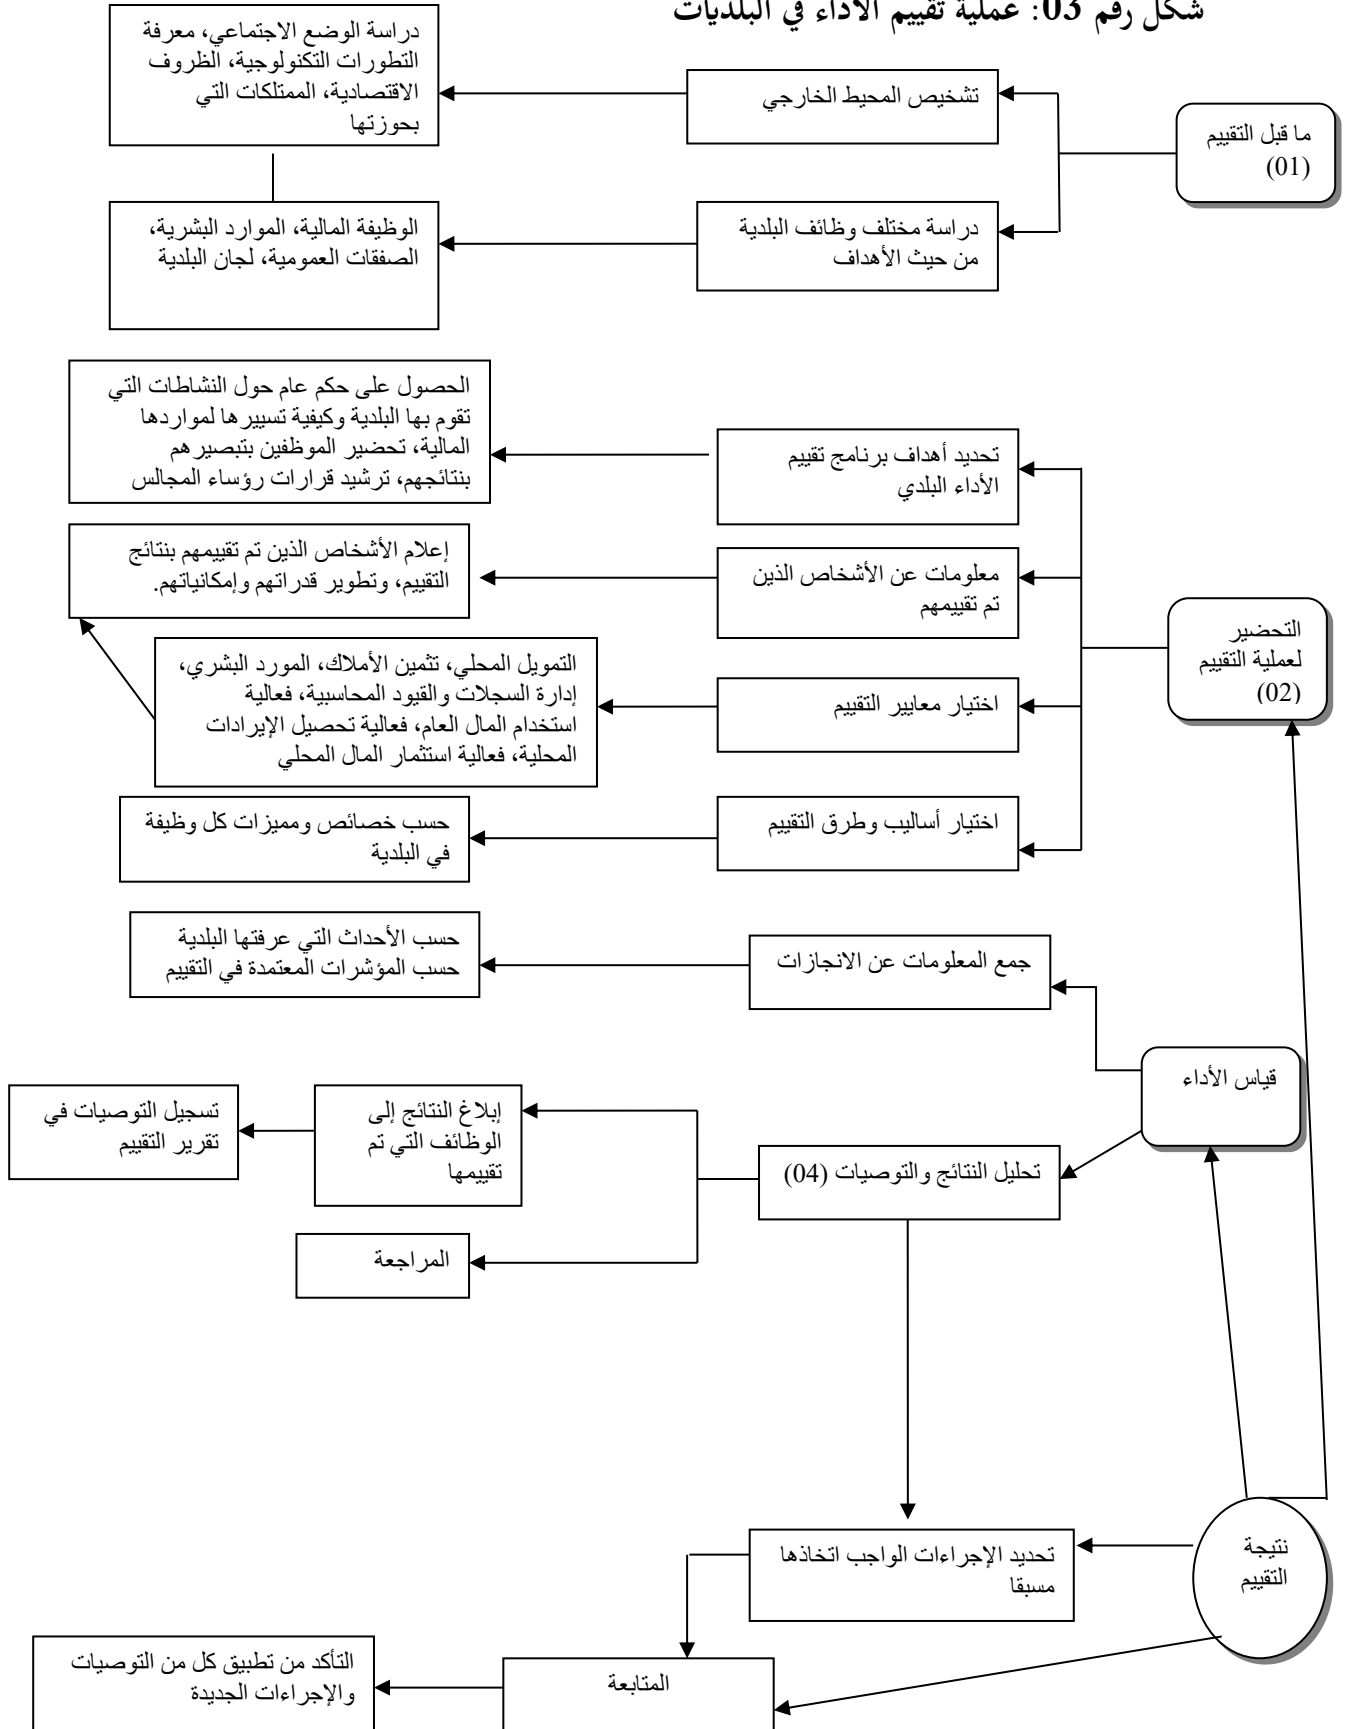 شكل رقم 03: عملية تقييم الأداء في البلديات
ما قبل التقييم
(01)
تشخيص المحيط الخارجي
دراسة الوضع الاجتماعي، معرفة
التطورات التكنولوجية، الظروف
الاقتصادية، الممتلكات التي
بحوزتها
دراسة مختلف وظائف البلدية
من حيث الأهداف
الوظيفة المالية، الموارد البشرية،
الصفقات العمومية، لجان البلدية
التحضير
لعملية التقييم
(02)
تحديد أهداف برنامج تقييم
الأداء البلدي
الحصول على حكم عام حول النشاطات التي
تقوم بها البلدية وكيفية تسييرها لمواردها
المالية، تحضير الموظفين بتبصيرهم
بنتائجهم، ترشيد قرارات رؤساء المجالس
معلومات عن الأشخاص الذين
تم تقييمهم
إعلام الأشخاص الذين تم تقييمهم بنتائج
التقييم، وتطوير قدراتهم وإمكانياتهم.
اختيار معايير التقييم
التمويل المحلي، تثمين الأملاك، المورد البشري،
إدارة السجلات والقيود المحاسبية، فعالية
استخدام المال العام، فعالية تحصيل الإيرادات
المحلية، فعالية استثمار المال المحلي
اختيار أساليب وطرق التقييم
حسب خصائص ومميزات كل وظيفة
في البلدية
قياس الأداء
جمع المعلومات عن الانجازات
حسب الأحداث التي عرفتها البلدية
حسب المؤشرات المعتمدة في التقييم
تحليل النتائج والتوصيات (04)
إبلاغ النتائج إلى
الوظائف التي تم
تقييمها
تسجيل التوصيات في
تقرير التقييم
المراجعة
نتيجة
التقييم
تحديد الإجراءات الواجب اتخاذها
مسبقا
المتابعة
التأكد من تطبيق كل من التوصيات
والإجراءات الجديدة